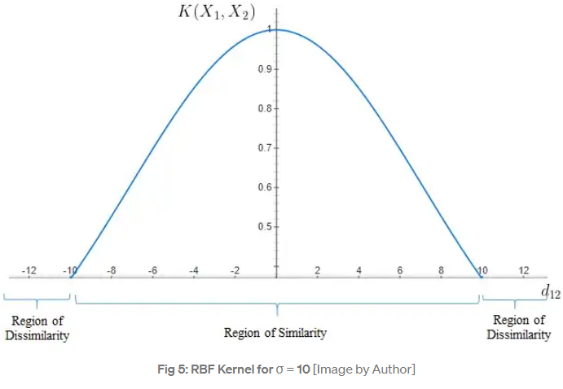 K(X₁, X₂)
1
0.9
0.8
0.7
0.6
0.5
-12 -10 -8 -6 -4 -2 2 4 6 8 10 12
d₁₂
Region of Dissimilarity
Region of Similarity
Region of Dissimilarity
Fig 5: RBF Kernel for σ = 10 [Image by Author]